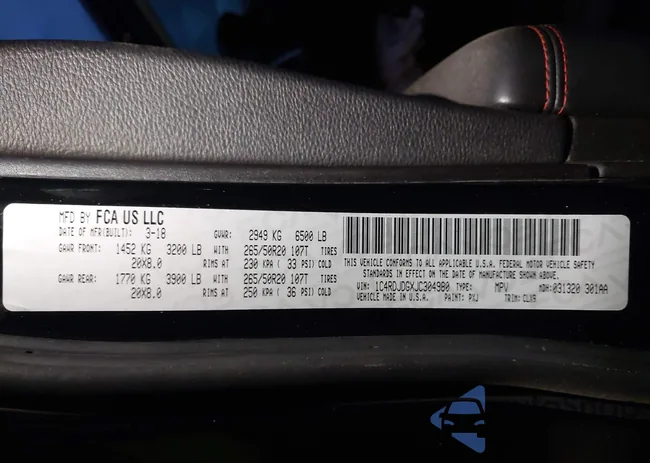 MFD BY FCA US LLC
DATE OF MFR(BUILT): 3-18 GVWR: 2949 KG 6500 LB
GAWR FRONT: 1452 KG 3200 LB WITH 265/50R20 107T TIRES
20X8.0 RIMS AT 230 KPA ( 33 PSI) COLD
GAWR REAR: 1770 KG 3900 LB WITH 265/50R20 107T TIRES
20X8.0 RIMS AT 250 KPA ( 36 PSI) COLD
THIS VEHICLE CONFORMS TO ALL APPLICABLE U.S.A. FEDERAL MOTOR VEHICLE SAFETY
STANDARDS IN EFFECT ON THE DATE OF MANUFACTURE SHOWN ABOVE.
VIN: 1C4RDJDGXJC304980 TYPE: MPV MDH: 031320 301AA
VEHICLE MADE IN U.S.A. PAINT: PXJ TRIM: CLX9